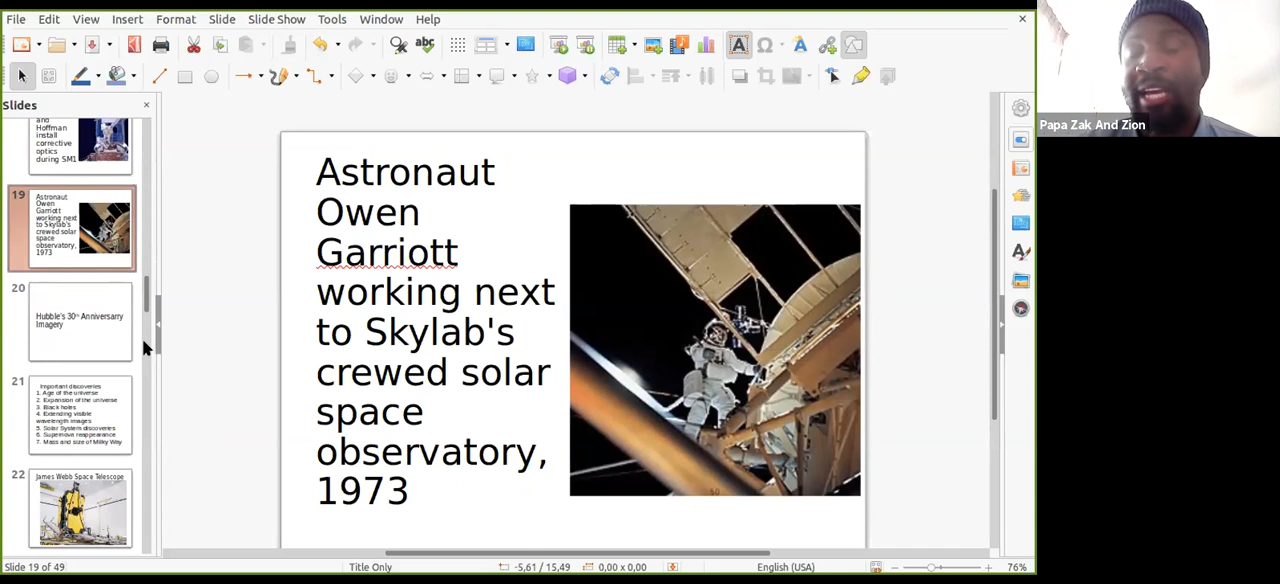 File Edit View Insert Format Slide Slide Show Tools Window Help
Papa Zak And Zion
Slides
and
Hoffman
install
corrective
optics
during SM1
19
Astronaut
Owen
Garriott
working next
to Skylab's
crewed solar
space
observatory,
1973
20
Hubble's 30th Anniversarry
Imagery
21
Important discoveries
1. Age of the universe
2. Expansion of the universe
3. Black holes
4. Extending visible
wavelength images
5. Solar System discoveries
6. Supernova reappearance
7. Mass and size of Milky Way
22
James Webb Space Telescope
Astronaut
Owen
Garriott
working next
to Skylab's
crewed solar
space
observatory,
1973
Slide 19 of 49 Title Only -5,61 / 15,49 0,00 x 0,00 English (USA) 76%